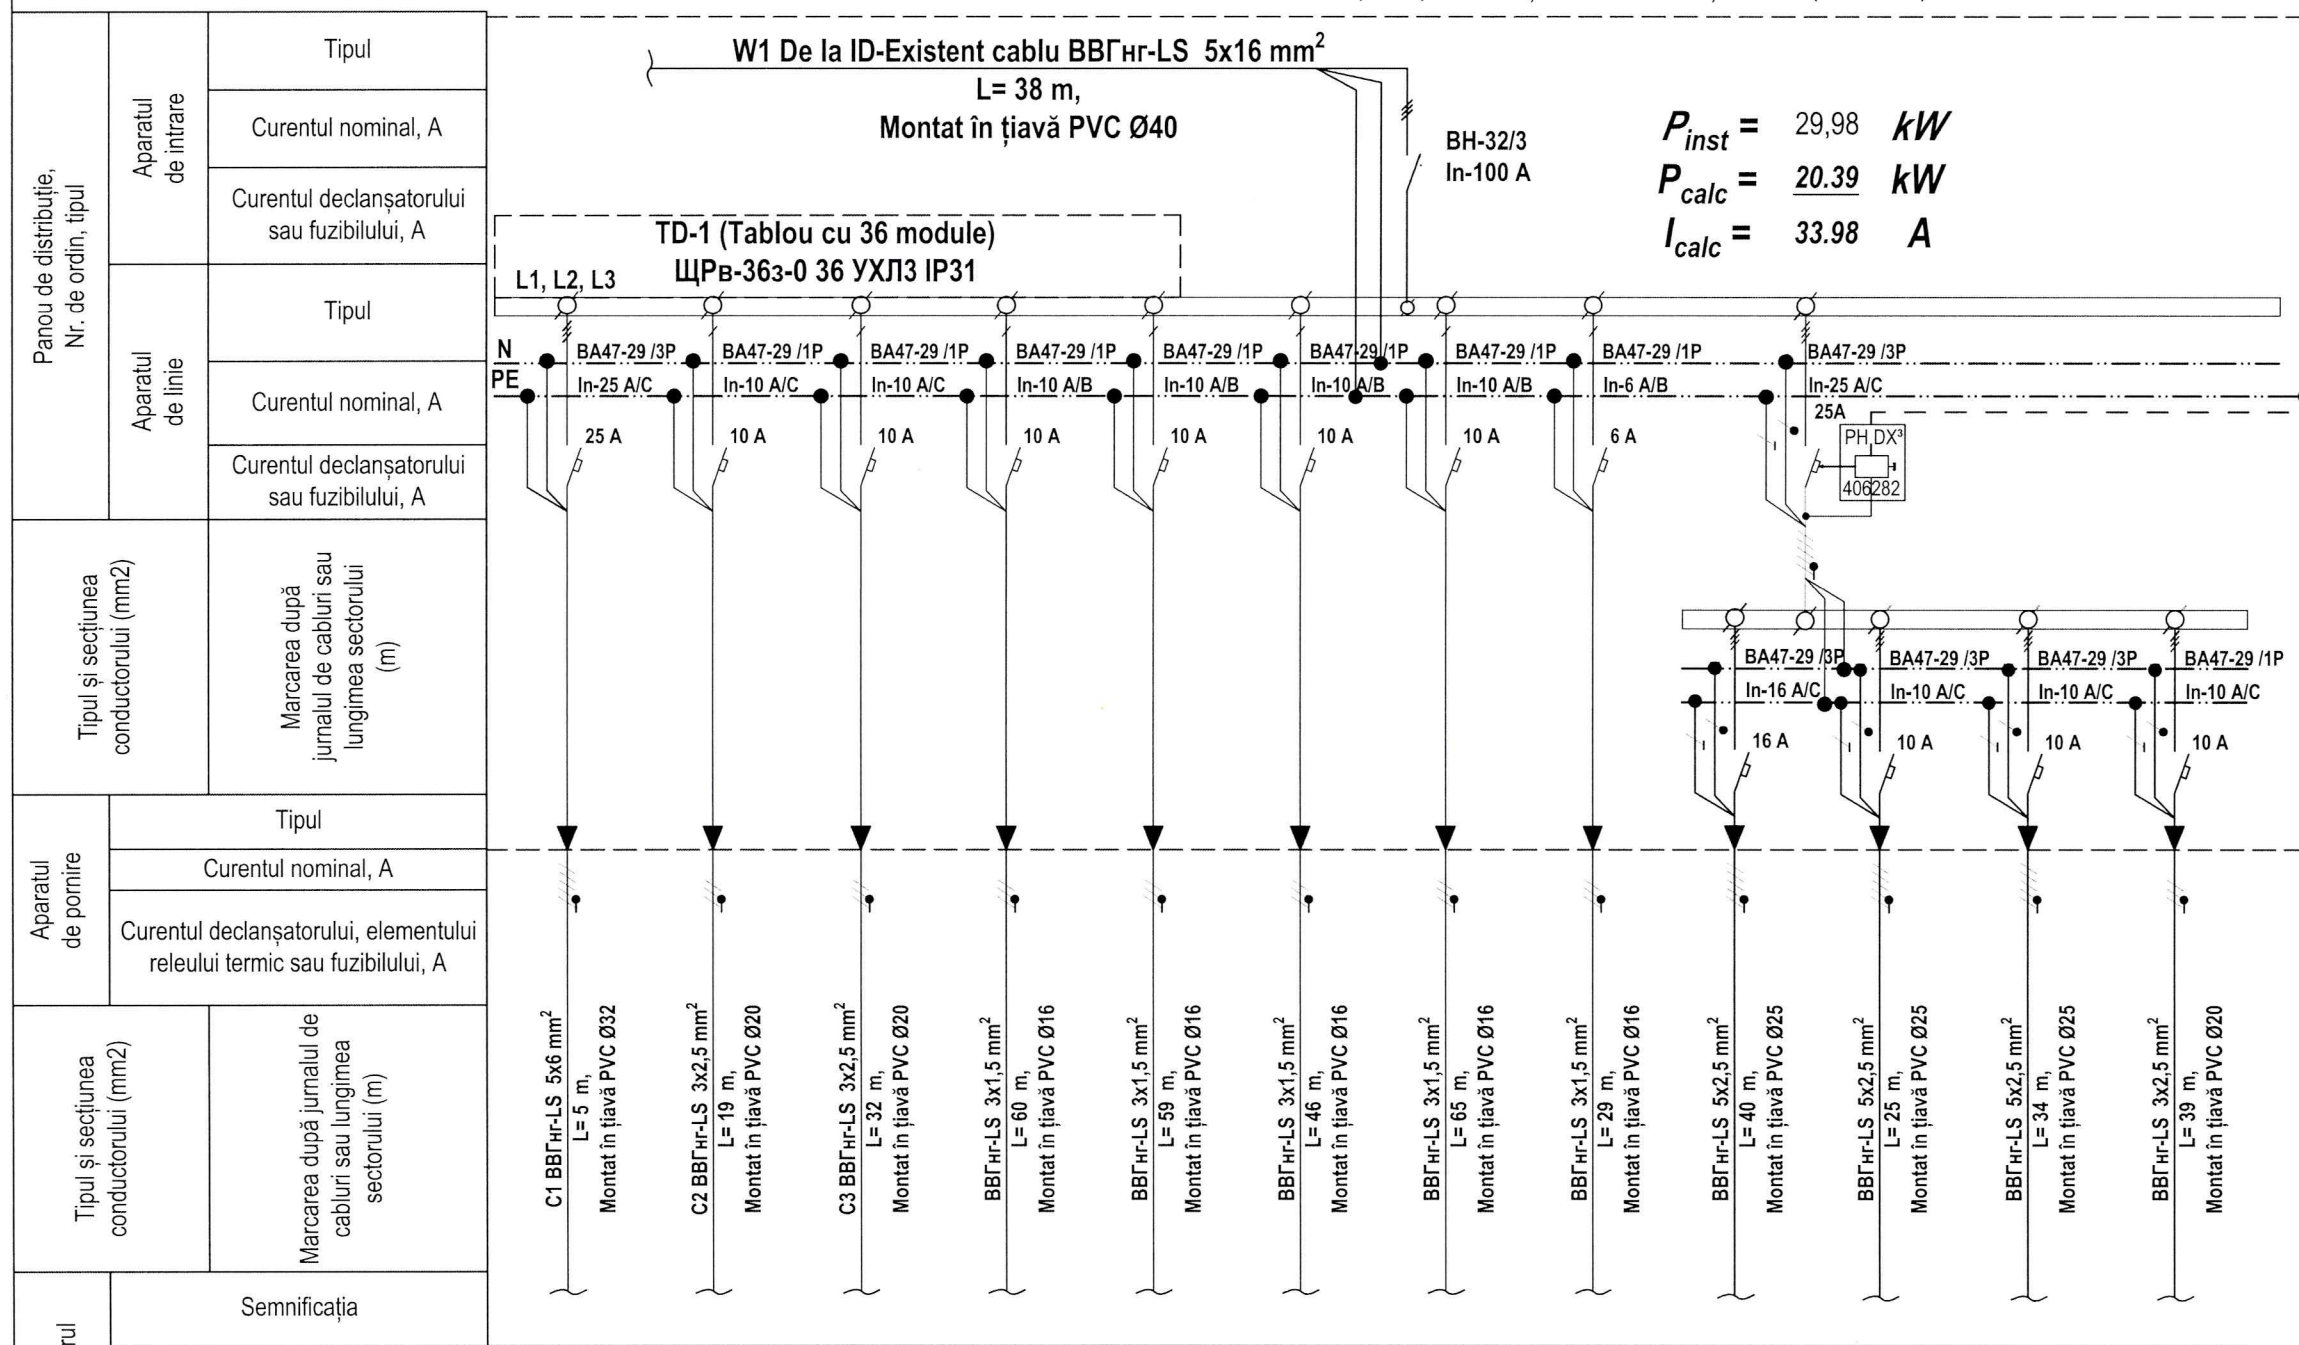 Panou de distribuție,
Nr. de ordin, tipul
Aparatul
de intrare
Tipul
Curentul nominal, A
Curentul declanșatorului
sau fuzibilului, A
Aparatul
de linie
Tipul
Curentul nominal, A
Curentul declanșatorului
sau fuzibilului, A
Tipul și secțiunea
conductorului (mm2)
Marcarea după
jurnalul de cabluri sau
lungimea sectorului
(m)
Aparatul
de pornire
Tipul
Curentul nominal, A
Curentul declanșatorului, elementului
releului termic sau fuzibilului, A
Tipul și secțiunea
conductorului (mm2)
Marcarea după jurnalul de
cabluri sau lungimea
sectorului (m)
Semnificația
W1 De la ID-Existent cablu ВВГнг-LS 5x16 mm²
L= 38 m,
Montat în țiavă PVC Ø40
ВН-32/3
In-100 A
P inst = 29,98 kW
P calc = 20.39 kW
I calc = 33.98 A
TD-1 (Tablou cu 36 module)
ЩРв-36з-0 36 УХЛ3 IP31
L1, L2, L3
N
PE
BA47-29 /3P
In-25 A/C
25 A
BA47-29 /1P
In-10 A/C
10 A
BA47-29 /1P
In-10 A/C
10 A
BA47-29 /1P
In-10 A/B
10 A
BA47-29 /1P
In-10 A/B
10 A
BA47-29 /1P
In-10 A/B
10 A
BA47-29 /1P
In-10 A/B
10 A
BA47-29 /1P
In-6 A/B
6 A
BA47-29 /3P
In-25 A/C
25A
PH DX³
406282
BA47-29 /3P
In-16 A/C
16 A
BA47-29 /3P
In-10 A/C
10 A
BA47-29 /3P
In-10 A/C
10 A
BA47-29 /1P
In-10 A/C
10 A
C1 ВВГнг-LS 5x6 mm²
L= 5 m,
Montat în țiavă PVC Ø32
C2 ВВГнг-LS 3x2,5 mm²
L= 19 m,
Montat în țiavă PVC Ø20
C3 ВВГнг-LS 3x2,5 mm²
L= 32 m,
Montat în țiavă PVC Ø20
ВВГнг-LS 3x1,5 mm²
L= 60 m,
Montat în țiavă PVC Ø16
ВВГнг-LS 3x1,5 mm²
L= 59 m,
Montat în țiavă PVC Ø16
ВВГнг-LS 3x1,5 mm²
L= 46 m,
Montat în țiavă PVC Ø16
ВВГнг-LS 3x1,5 mm²
L= 65 m,
Montat în țiavă PVC Ø16
ВВГнг-LS 3x1,5 mm²
L= 29 m,
Montat în țiavă PVC Ø16
ВВГнг-LS 5x2,5 mm²
L= 40 m,
Montat în țiavă PVC Ø25
ВВГнг-LS 5x2,5 mm²
L= 25 m,
Montat în țiavă PVC Ø25
ВВГнг-LS 5x2,5 mm²
L= 34 m,
Montat în țiavă PVC Ø25
ВВГнг-LS 3x2,5 mm²
L= 39 m,
Montat în țiavă PVC Ø20